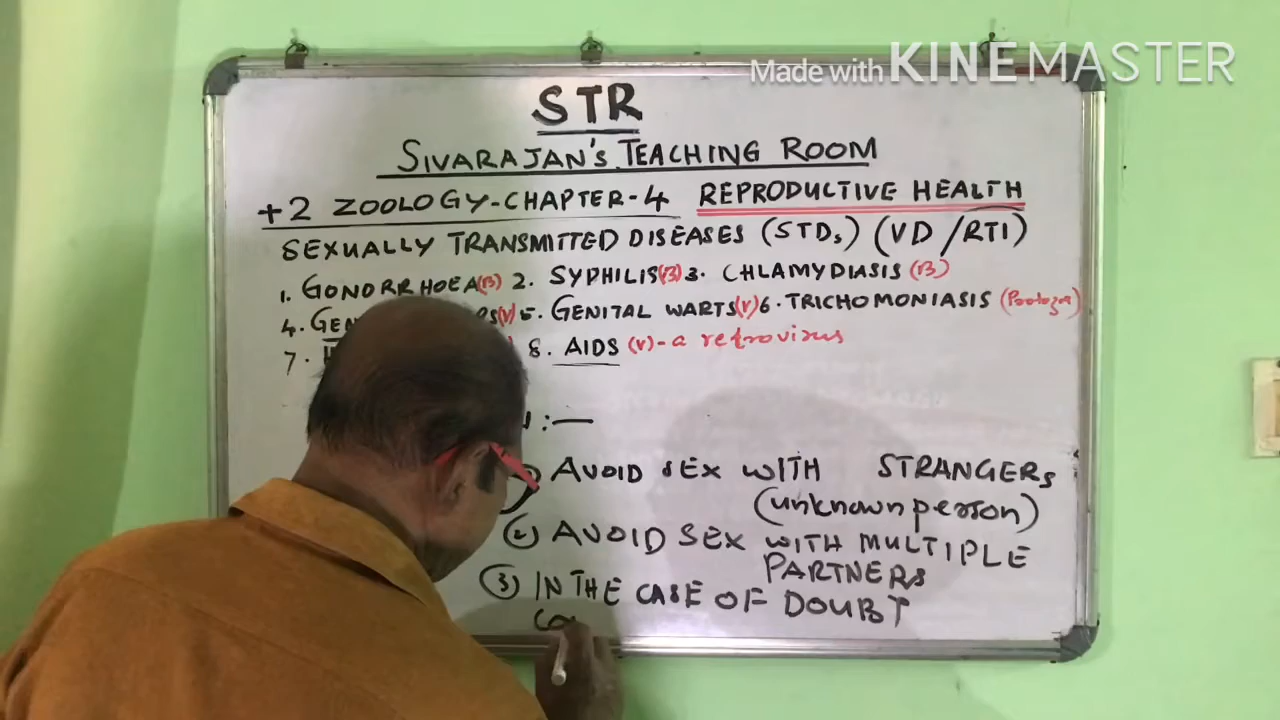 Made with KINEMASTER
STR
SIVARAJAN's TEACHING ROOM
+2 ZOOLOGY-CHAPTER-4 REPRODUCTIVE HEALTH
SEXUALLY TRANSMITTED DISEASES (STDs) (VD/RTI)
1. GONORRHOEA(B) 2. SYPHILIS(B) 3. CHLAMYDIASIS (B)
4. (V) 5. GENITAL WARTS(V) 6. TRICHOMONIASIS
7. 8. AIDS (V)-a retrovirus
:—
AVOID SEX WITH STRANGERS
(unknown person)
(2) AVOID SEX WITH MULTIPLE
PARTNERS
(3) IN THE CASE OF DOUBT